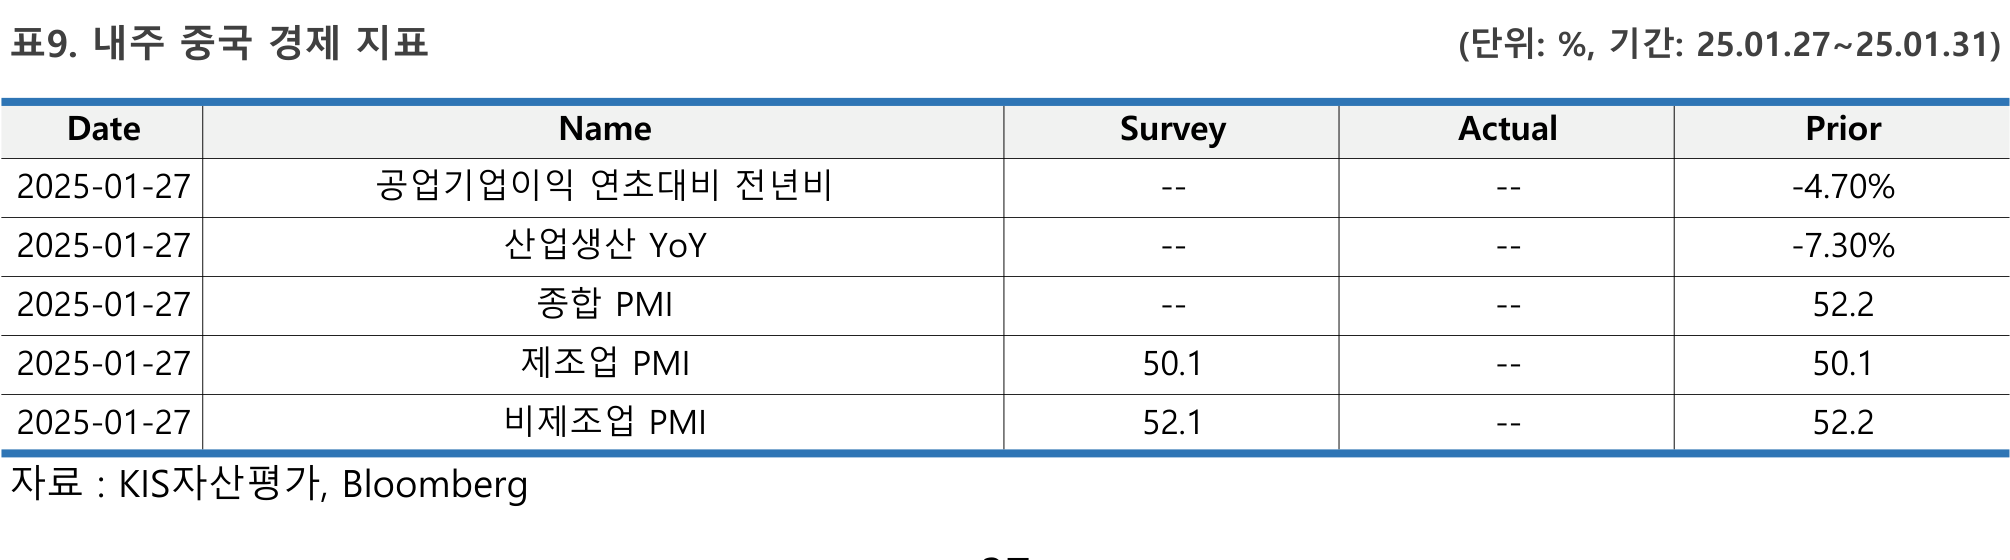 표9. 내주 중국 경제 지표 (단위: %, 기간: 25.01.27~25.01.31)
Date Name Survey Actual Prior
2025-01-27 공업기업이익 연초대비 전년비 -- -- -4.70%
2025-01-27 산업생산 YoY -- -- -7.30%
2025-01-27 종합 PMI -- -- 52.2
2025-01-27 제조업 PMI 50.1 -- 50.1
2025-01-27 비제조업 PMI 52.1 -- 52.2
자료 : KIS자산평가, Bloomberg